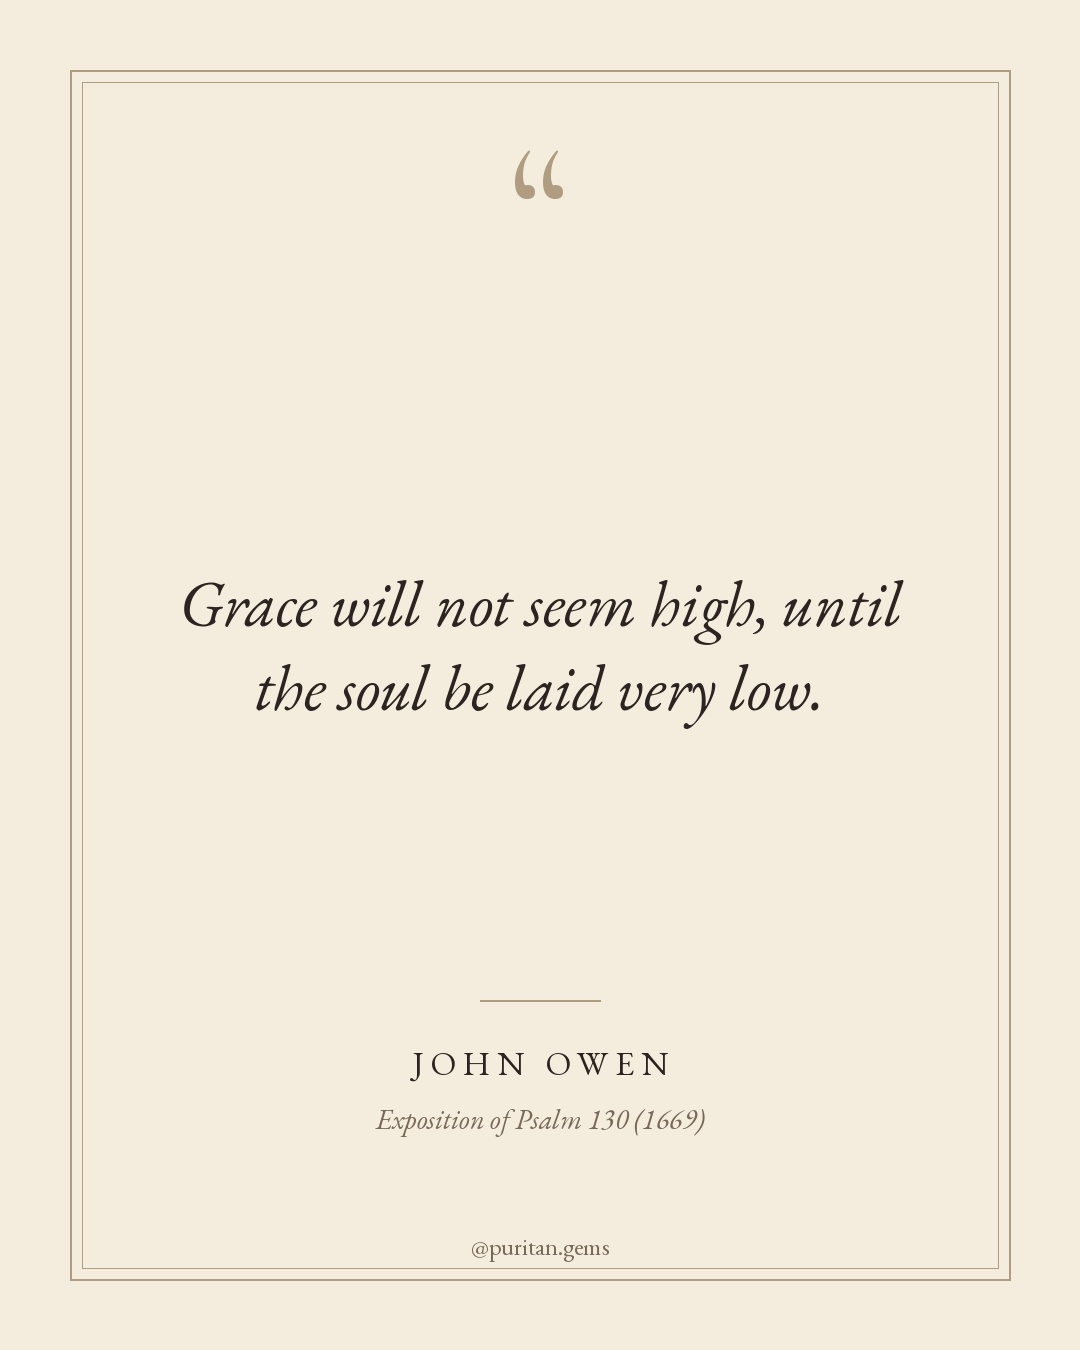 “
Grace will not seem high, until
the soul be laid very low.
JOHN OWEN
Exposition of Psalm 130 (1669)
@puritan.gems